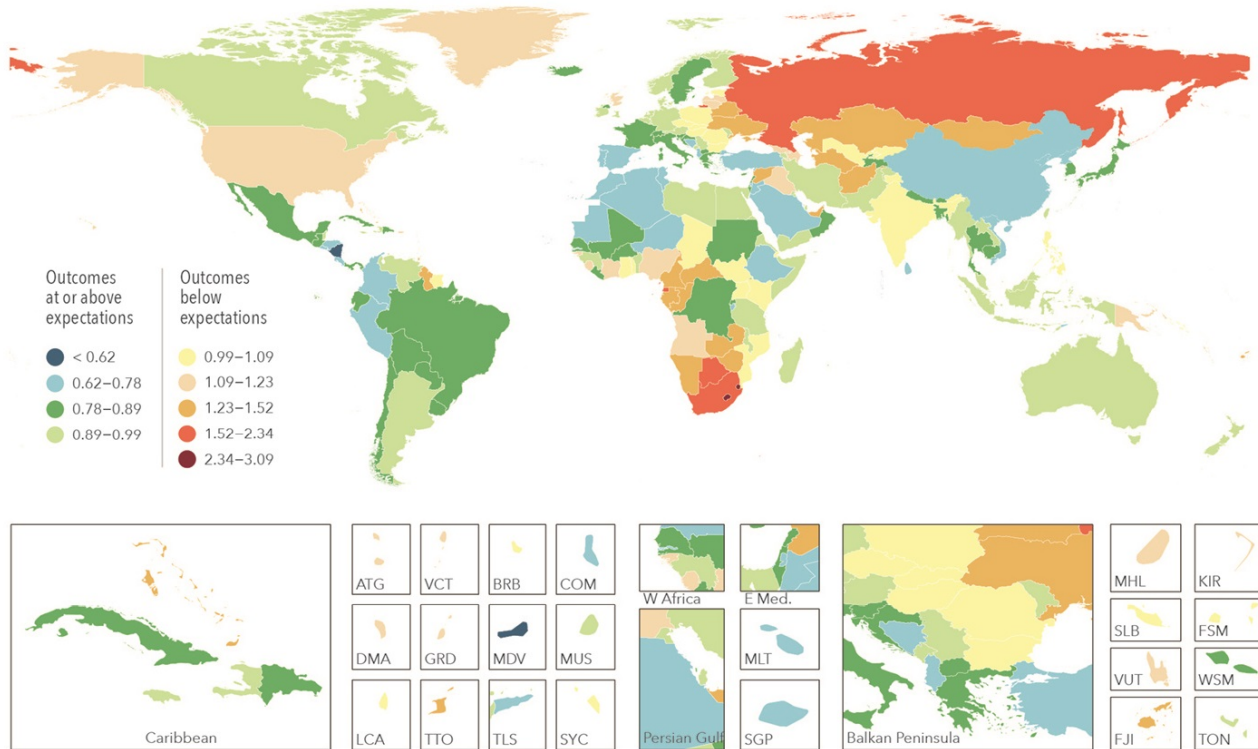 Outcomes
at or above
expectations
< 0.62
0.62–0.78
0.78–0.89
0.89–0.99
Outcomes
below
expectations
0.99–1.09
1.09–1.23
1.23–1.52
1.52–2.34
2.34–3.09
Caribbean
ATG
VCT
BRB
COM
DMA
GRD
MDV
MUS
LCA
TTO
TLS
SYC
W Africa
E Med.
Persian Gulf
MLT
SGP
Balkan Peninsula
MHL
KIR
SLB
FSM
VUT
WSM
FJI
TON